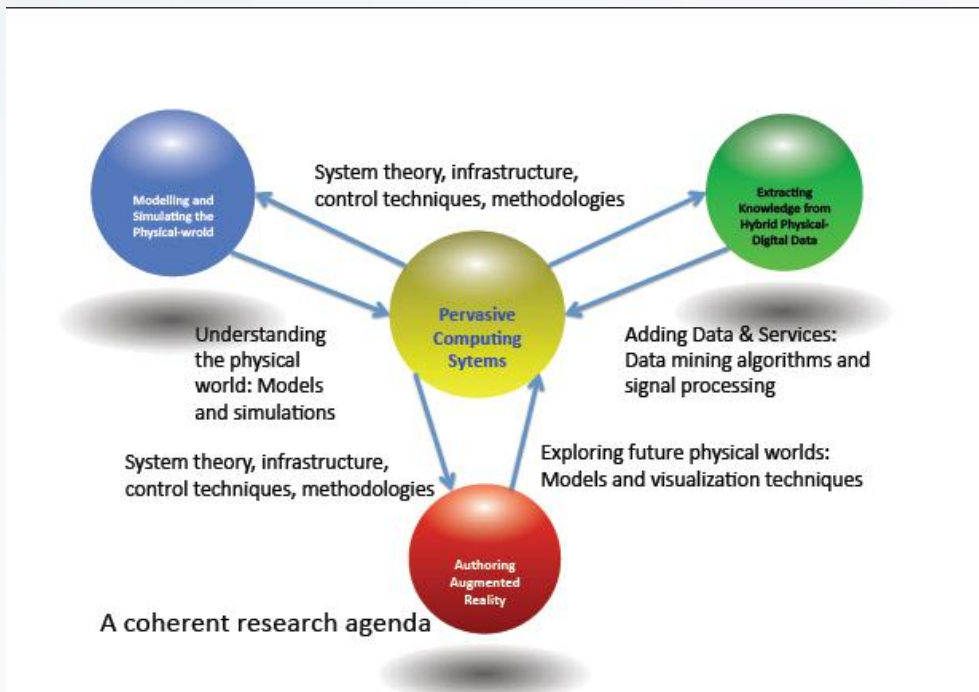 Modelling and
Simulating the
Physical-wrold
System theory, infrastructure,
control techniques, methodologies
Extracting
Knowledge from
Hybrid Physical-
Digital Data
Pervasive
Computing
Sytems
Understanding
the physical
world: Models
and simulations
Adding Data & Services:
Data mining algorithms and
signal processing
System theory, infrastructure,
control techniques, methodologies
Exploring future physical worlds:
Models and visualization techniques
Authoring
Augmented
Reality
A coherent research agenda